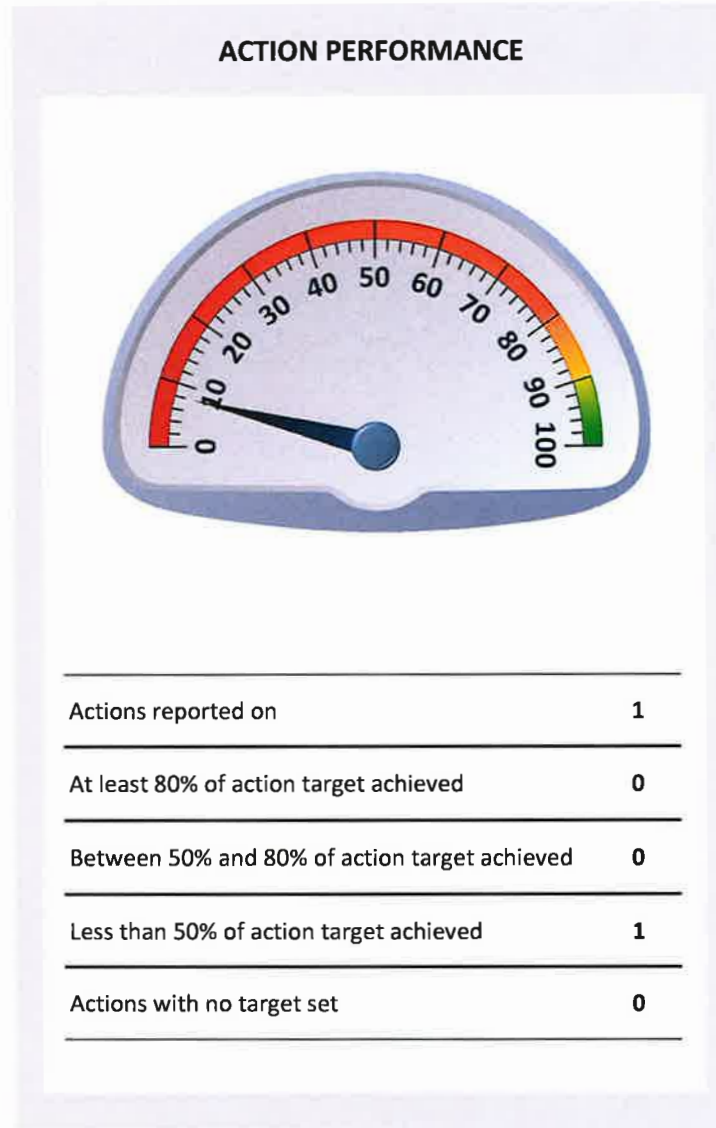 ACTION PERFORMANCE
0
10
20
30
40
50
60
70
80
90
100
Actions reported on 1
At least 80% of action target achieved 0
Between 50% and 80% of action target achieved 0
Less than 50% of action target achieved 1
Actions with no target set 0